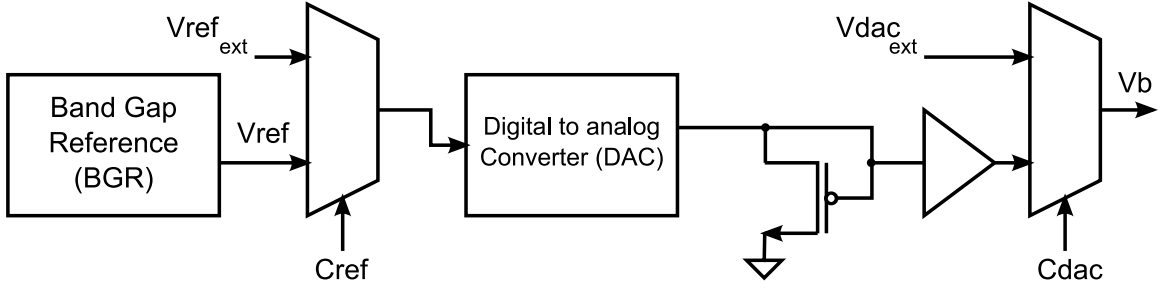 Vref
ext
Band Gap
Reference
(BGR)
Vref
Cref
Digital to analog
Converter (DAC)
Vdac
ext
Vb
Cdac